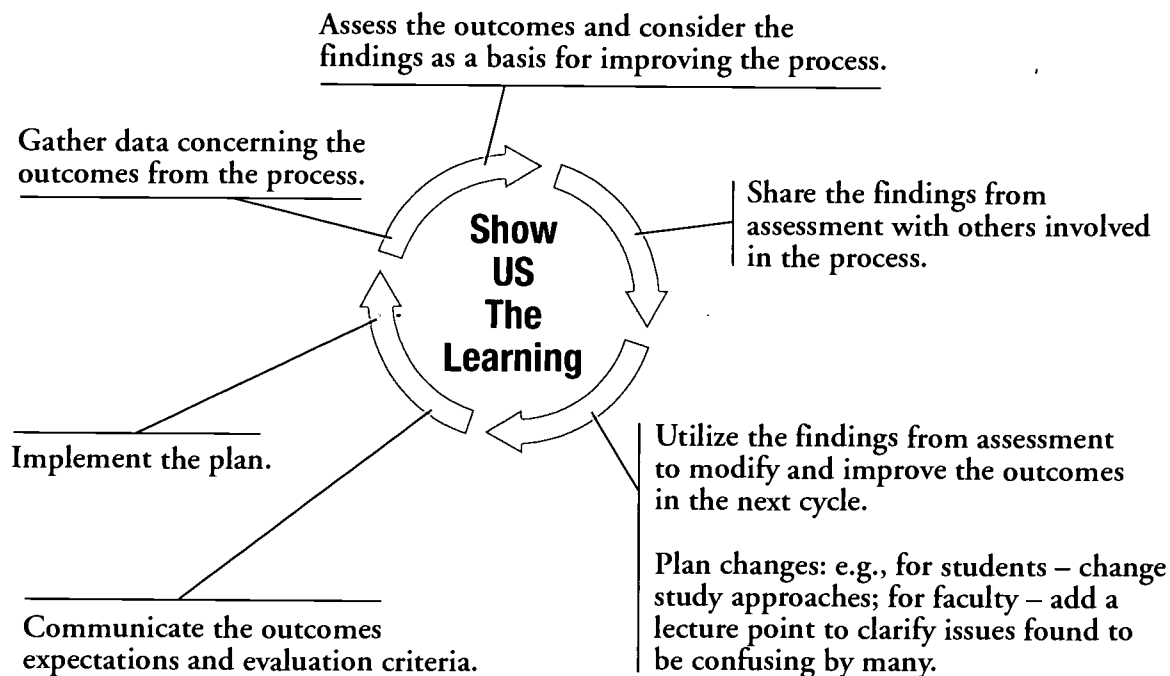 Assess the outcomes and consider the
findings as a basis for improving the process.
Gather data concerning the
outcomes from the process.
Show
US
The
Learning
Share the findings from
assessment with others involved
in the process.
Implement the plan.
Utilize the findings from assessment
to modify and improve the outcomes
in the next cycle.
Plan changes: e.g., for students – change
study approaches; for faculty – add a
lecture point to clarify issues found to
be confusing by many.
Communicate the outcomes
expectations and evaluation criteria.